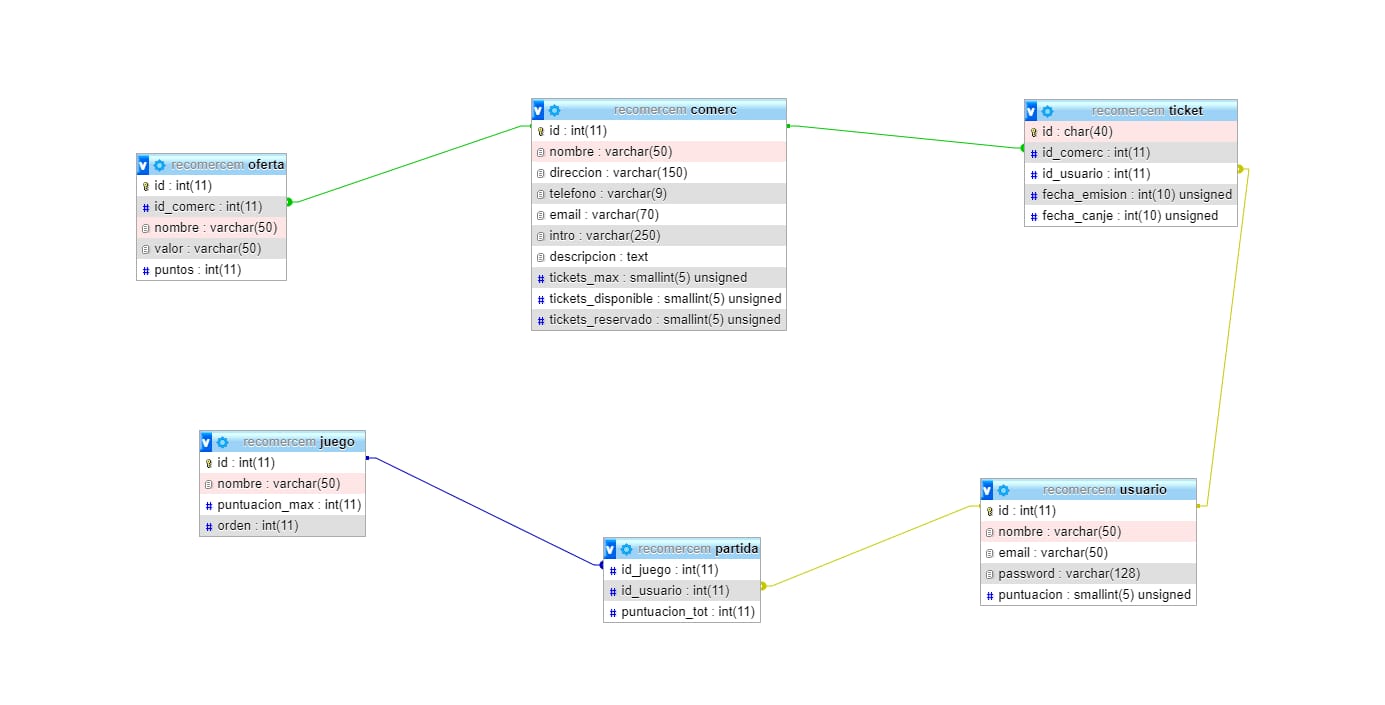 recomercem oferta
id : int(11)
id_comerc : int(11)
nombre : varchar(50)
valor : varchar(50)
puntos : int(11)
recomercem comerc
id : int(11)
nombre : varchar(50)
direccion : varchar(150)
telefono : varchar(9)
email : varchar(70)
intro : varchar(250)
descripcion : text
tickets_max : smallint(5) unsigned
tickets_disponible : smallint(5) unsigned
tickets_reservado : smallint(5) unsigned
recomercem ticket
id : char(40)
id_comerc : int(11)
id_usuario : int(11)
fecha_emision : int(10) unsigned
fecha_canje : int(10) unsigned
recomercem juego
id : int(11)
nombre : varchar(50)
puntuacion_max : int(11)
orden : int(11)
recomercem partida
id_juego : int(11)
id_usuario : int(11)
puntuacion_tot : int(11)
recomercem usuario
id : int(11)
nombre : varchar(50)
email : varchar(50)
password : varchar(128)
puntuacion : smallint(5) unsigned